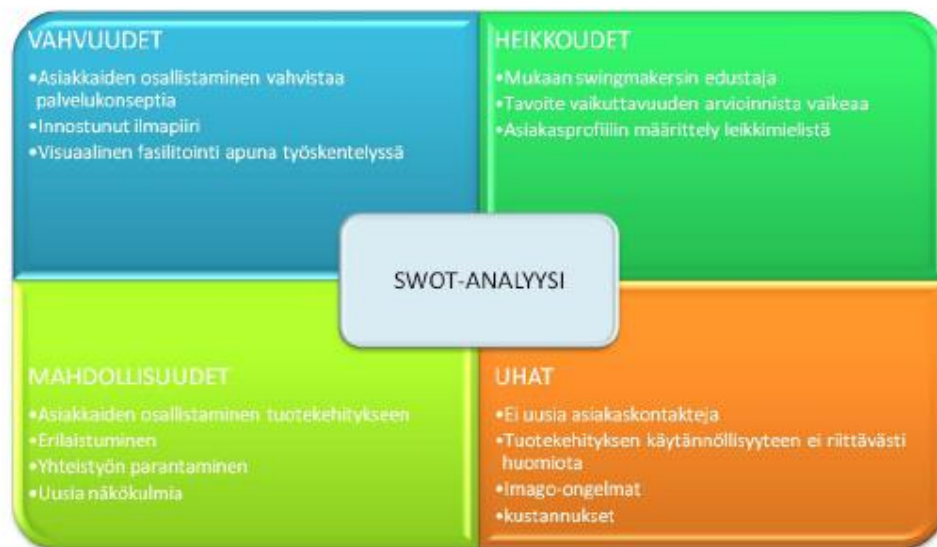 VAHVUUDET
•Asiakkaiden osallistaminen vahvistaa
palvelukonseptia
•Innostunut ilmapiiri
•Visuaalinen fasilitointi apuna työskentelyssä
HEIKKOUDET
•Mukaan swingmakersin edustaja
•Tavoite vaikuttavuuden arvioinnista vaikeaa
•Asiakasprofiilin määrittely leikkimielistä
SWOT-ANALYYSI
MAHDOLLISUUDET
•Asiakkaiden osallistaminen tuotekehitykseen
•Erilaistuminen
•Yhteistyön parantaminen
•Uusia näkökulmia
UHAT
•Ei uusia asiakaskontakteja
•Tuotekehityksen käytännöllisyyteen ei riittävästi
huomiota
•Imago-ongelmat
•kustannukset